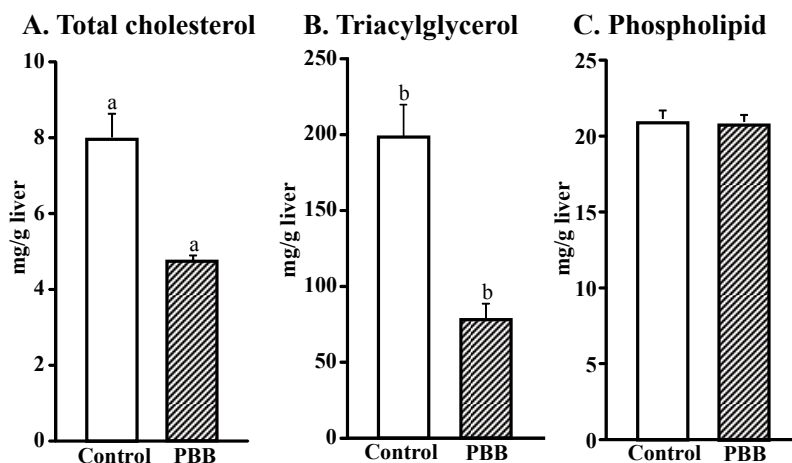 A. Total cholesterol
mg/g liver
10
8
6
4
2
0
a
a
Control PBB
B. Triacylglycerol
mg/g liver
250
200
150
100
50
0
b
b
Control PBB
C. Phospholipid
mg/g liver
25
20
15
10
5
0
Control PBB